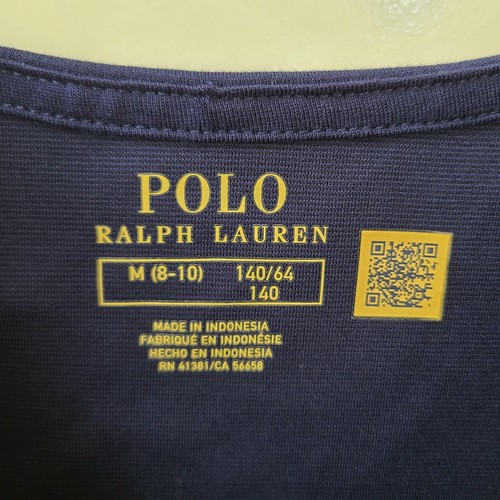 POLO
RALPH LAUREN
M (8-10) 140/64
140
MADE IN INDONESIA
FABRIQUÉ EN INDONÉSIE
HECHO EN INDONESIA
RN 41381/CA 56658